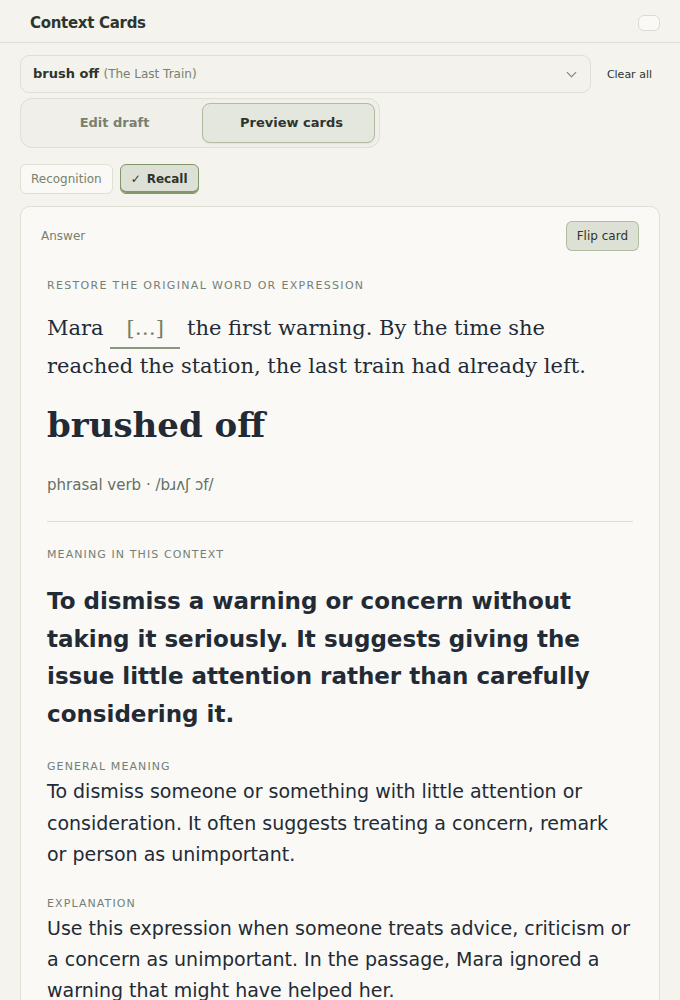 Context Cards
brush off (The Last Train)
Clear all
Edit draft
Preview cards
Recognition
✓ Recall
Answer
Flip card
RESTORE THE ORIGINAL WORD OR EXPRESSION
Mara [...] the first warning. By the time she
reached the station, the last train had already left.
brushed off
phrasal verb · /bɹʌʃ ɔf/
MEANING IN THIS CONTEXT
To dismiss a warning or concern without
taking it seriously. It suggests giving the
issue little attention rather than carefully
considering it.
GENERAL MEANING
To dismiss someone or something with little attention or
consideration. It often suggests treating a concern, remark
or person as unimportant.
EXPLANATION
Use this expression when someone treats advice, criticism or
a concern as unimportant. In the passage, Mara ignored a
warning that might have helped her.